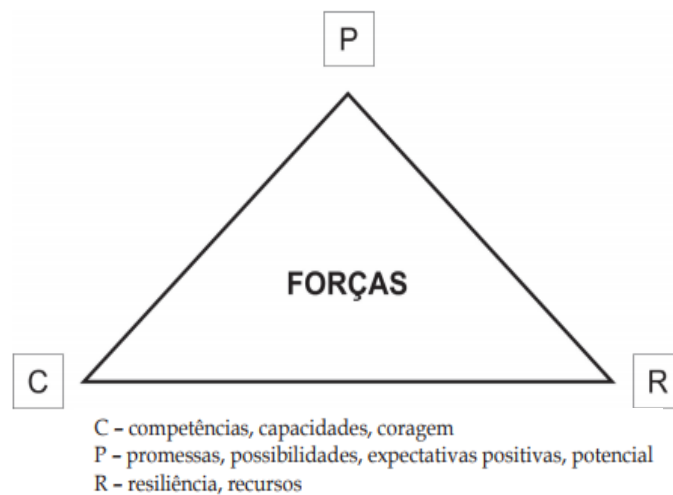 P
FORÇAS
C
R
C – competências, capacidades, coragem
P – promessas, possibilidades, expectativas positivas, potencial
R – resiliência, recursos